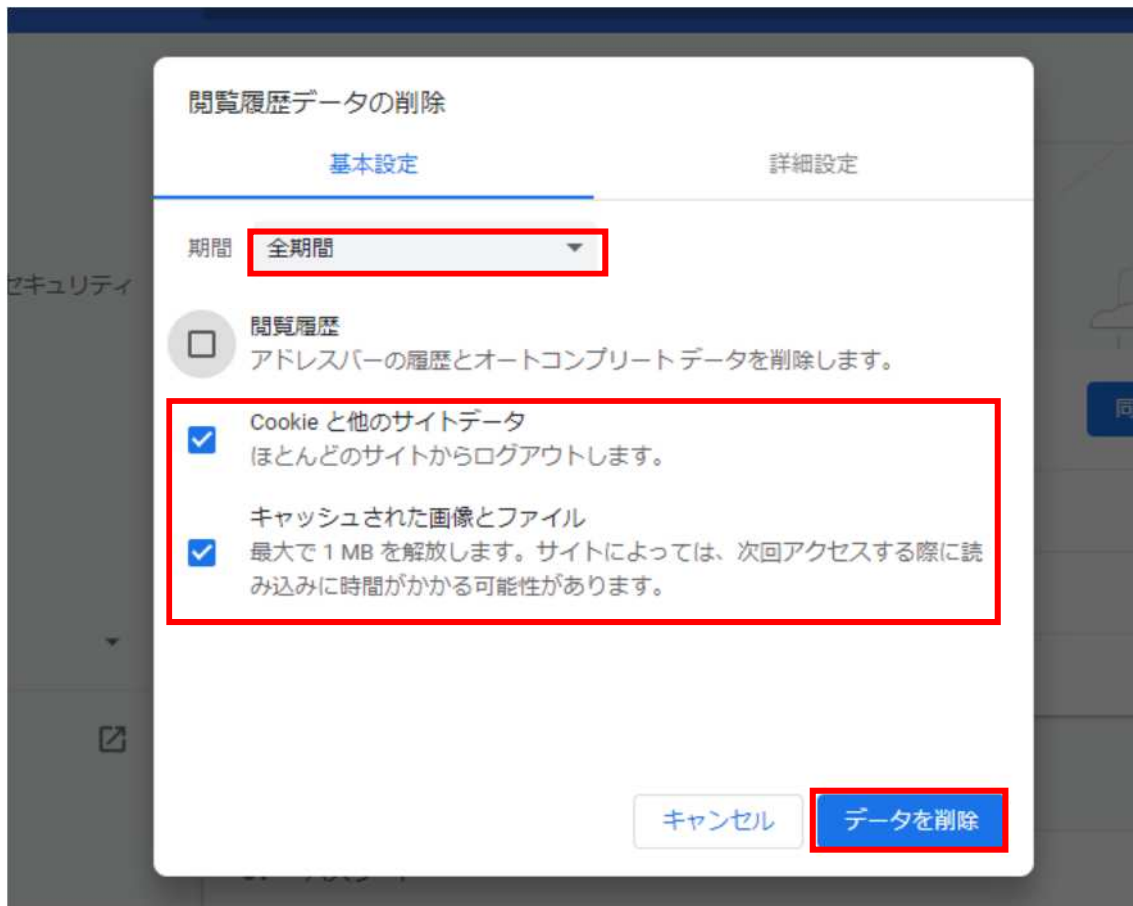 閲覧履歴データの削除
基本設定
詳細設定
期間
全期間
セキュリティ
閲覧履歴
アドレスバーの履歴とオートコンプリート データを削除します。
Cookie と他のサイトデータ
ほとんどのサイトからログアウトします。
同
キャッシュされた画像とファイル
最大で 1 MB を解放します。サイトによっては、次回アクセスする際に読
み込みに時間がかかる可能性があります。
キャンセル
データを削除